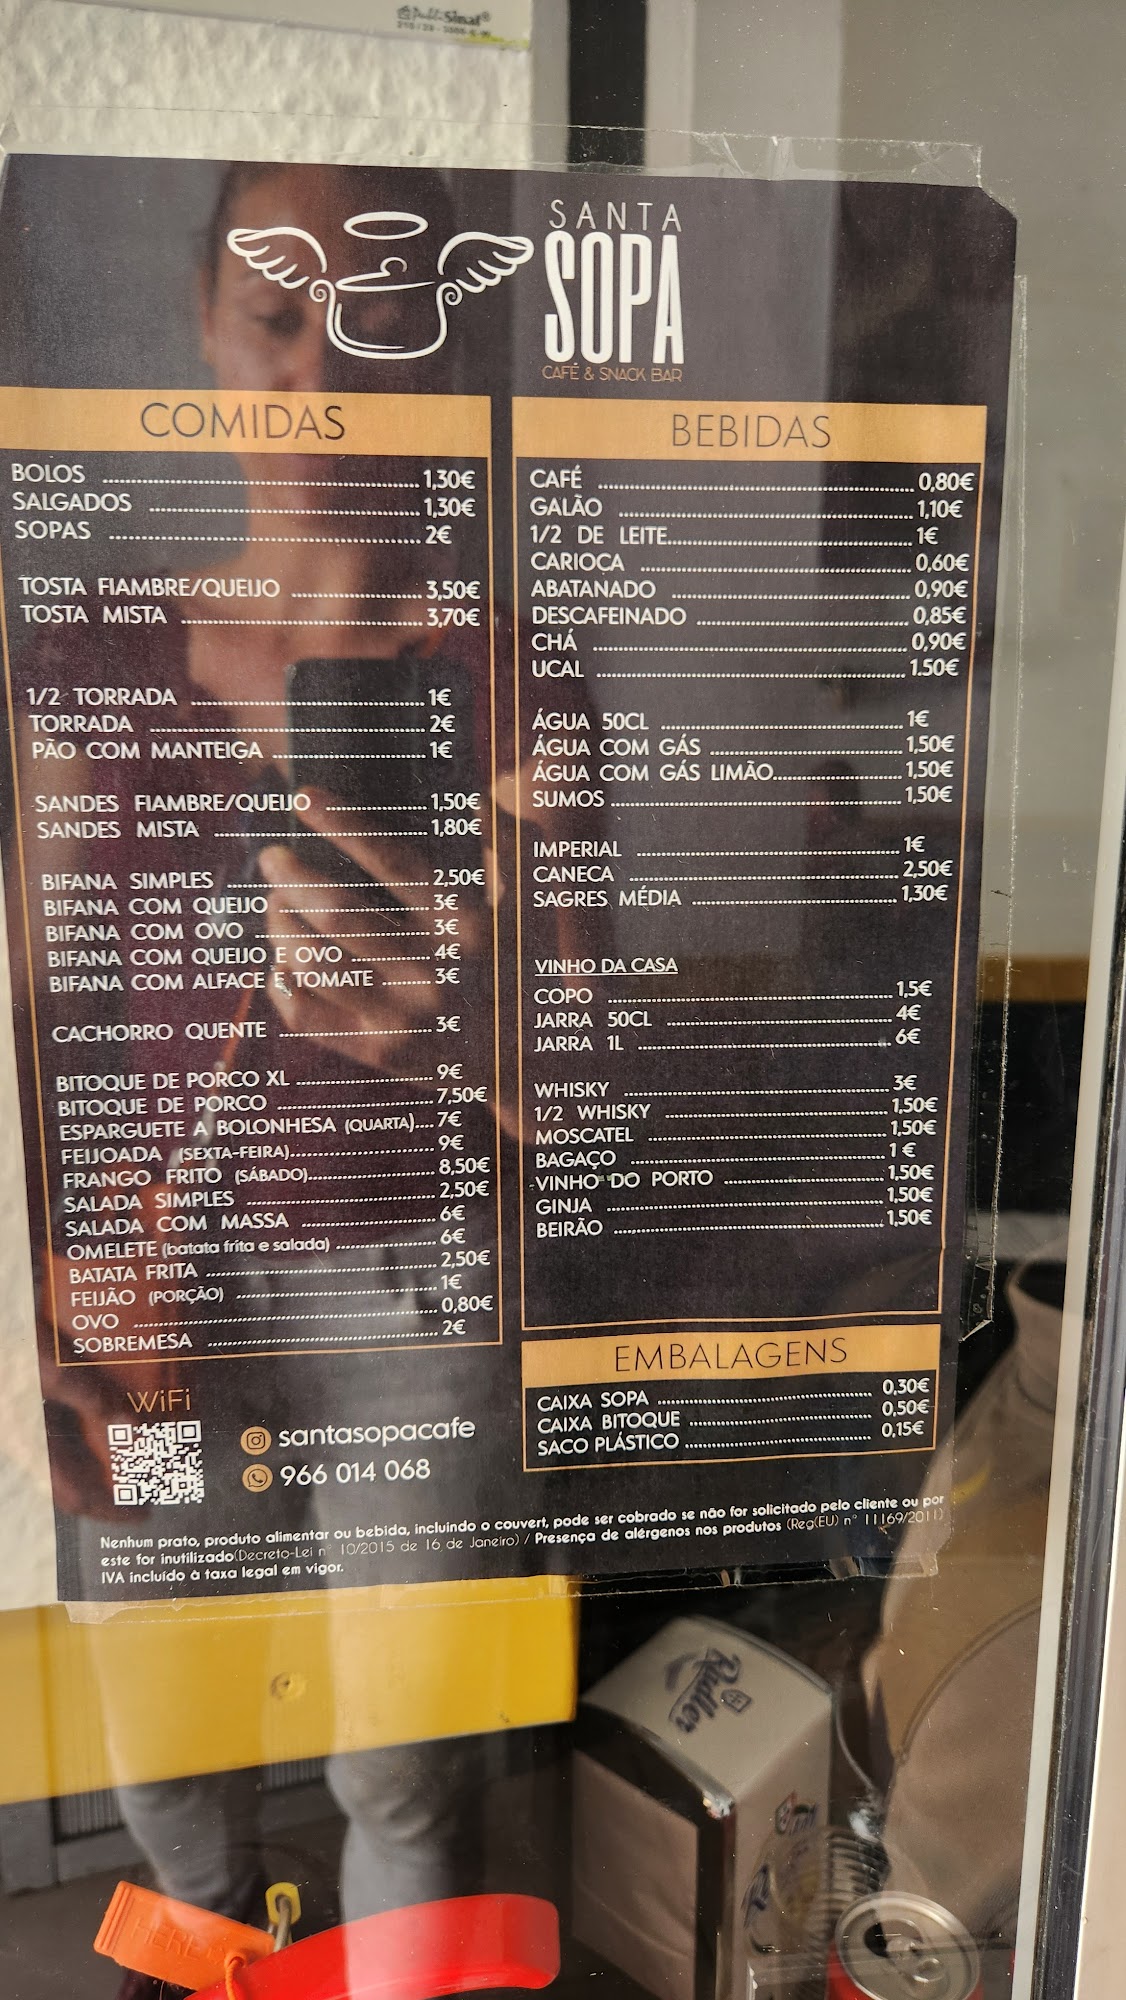 PubliSinal®
SANTA
SOPA
CAFÉ & SNACK BAR
COMIDAS
BOLOS 1,30€
SALGADOS 1,30€
SOPAS 2€
TOSTA FIAMBRE/QUEIJO 3,50€
TOSTA MISTA 3,70€
1/2 TORRADA 1€
TORRADA 2€
PÃO COM MANTEIGA 1€
SANDES FIAMBRE/QUEIJO 1,50€
SANDES MISTA 1,80€
BIFANA SIMPLES 2,50€
BIFANA COM QUEIJO 3€
BIFANA COM OVO 3€
BIFANA COM QUEIJO E OVO 4€
BIFANA COM ALFACE E TOMATE 3€
CACHORRO QUENTE 3€
BITOQUE DE PORCO XL 9€
BITOQUE DE PORCO 7,50€
ESPARGUETE A BOLONHESA (QUARTA) 7€
FEIJOADA (SEXTA-FEIRA) 9€
FRANGO FRITO (SÁBADO) 8,50€
SALADA SIMPLES 2,50€
SALADA COM MASSA 6€
OMELETE (batata frita e salada) 6€
BATATA FRITA 2,50€
FEIJÃO (PORÇÃO) 1€
OVO 0,80€
SOBREMESA 2€
BEBIDAS
CAFÉ 0,80€
GALÃO 1,10€
1/2 DE LEITE 1€
CARIOCA 0,60€
ABATANADO 0,90€
DESCAFEINADO 0,85€
CHÁ 0,90€
UCAL 1.50€
ÁGUA 50CL 1€
ÁGUA COM GÁS 1,50€
ÁGUA COM GÁS LIMÃO 1,50€
SUMOS 1,50€
IMPERIAL 1€
CANECA 2,50€
SAGRES MÉDIA 1,30€
VINHO DA CASA
COPO 1,5€
JARRA 50CL 4€
JARRA 1L 6€
WHISKY 3€
1/2 WHISKY 1,50€
MOSCATEL 1,50€
BAGAÇO 1 €
VINHO DO PORTO 1,50€
GINJA 1,50€
BEIRÃO 1,50€
EMBALAGENS
CAIXA SOPA 0,30€
CAIXA BITOQUE 0,50€
SACO PLÁSTICO 0,15€
WiFi
santasopacafe
966 014 068
Nenhum prato, produto alimentar ou bebida, incluindo o couvert, pode ser cobrado se não for solicitado pelo cliente ou por
este for inutilizado(Decreto-Lei n° 10/2015 de 16 de Janeiro) / Presença de alérgenos nos produtos (Reg(EU) n° 11169/2011)
IVA incluído à taxa legal em vigor.
Radler